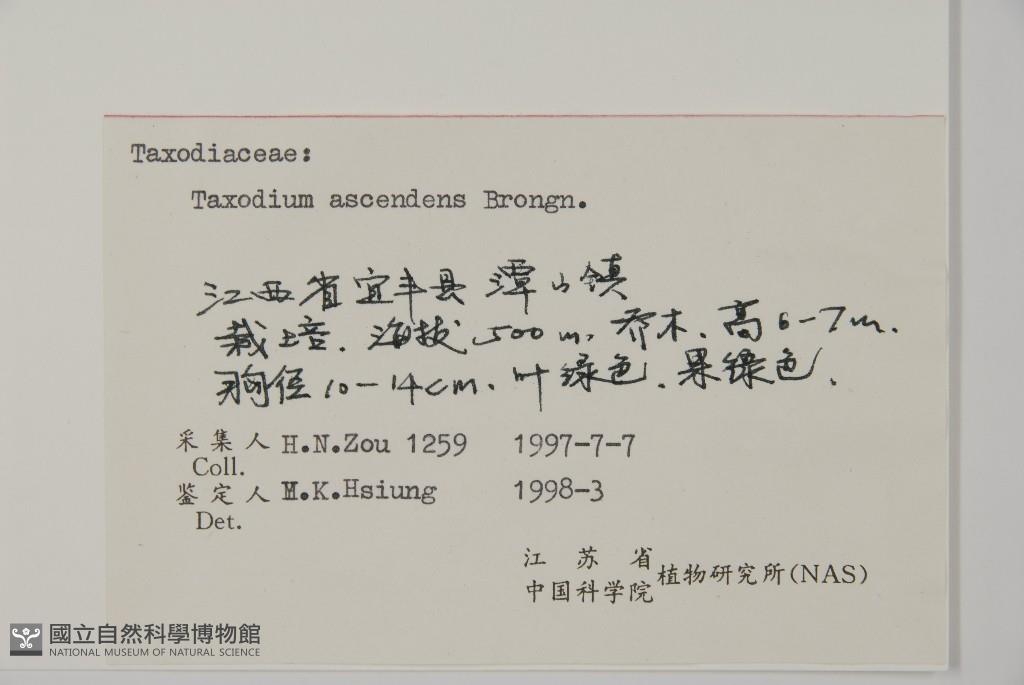 Taxodiaceae:
Taxodium ascendens Brongn.
江西省宜丰县潭山镇
栽培. 海拔 500 m. 乔木. 高 6-7 m.
胸径 10-14 cm. 叶绿色. 果绿色.
采集人 H.N.Zou 1259 1997-7-7
Coll.
鉴定人 M.K.Hsiung 1998-3
Det.
江苏省
中国科学院 植物研究所(NAS)
國立自然科學博物館
NATIONAL MUSEUM OF NATURAL SCIENCE